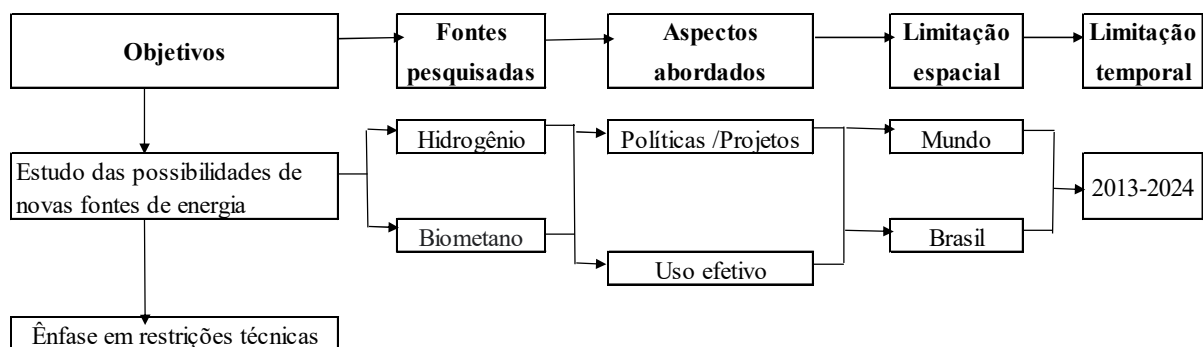 Objetivos
Fontes
pesquisadas
Aspectos
abordados
Limitação
espacial
Limitação
temporal
Estudo das possibilidades de
novas fontes de energia
Hidrogênio
Biometano
Políticas /Projetos
Uso efetivo
Mundo
Brasil
2013-2024
Ênfase em restrições técnicas